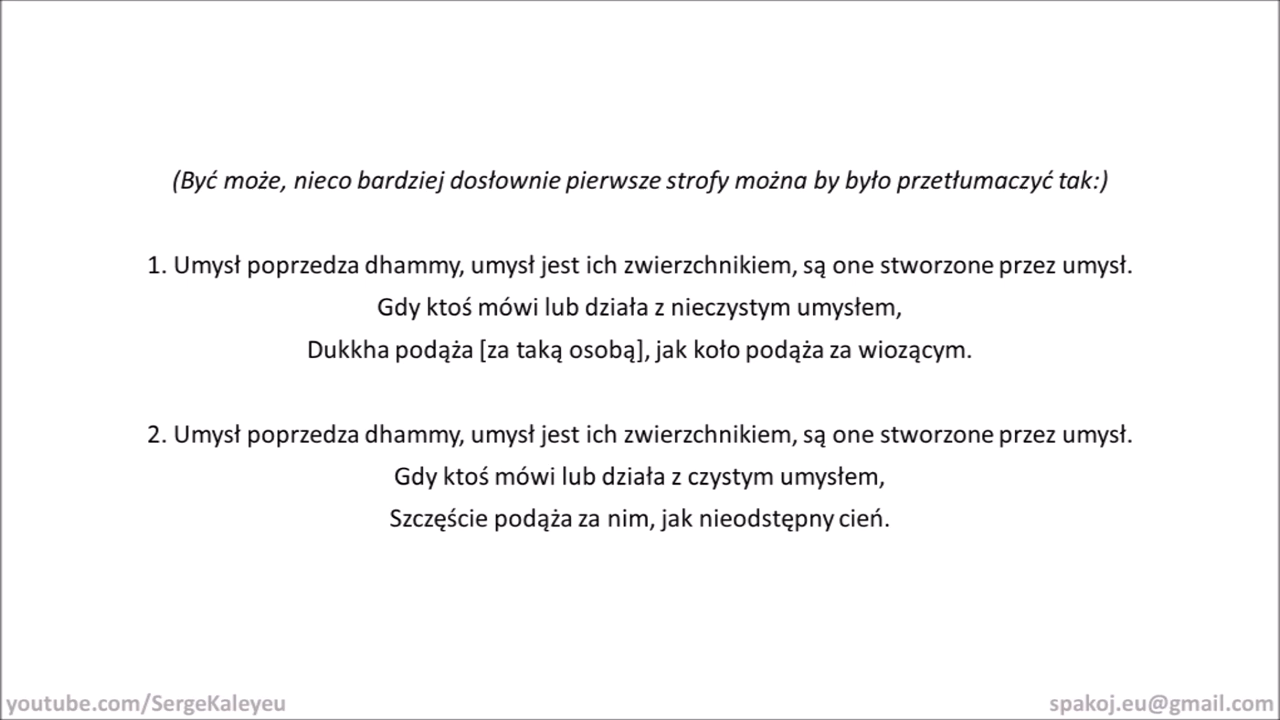 (Być może, nieco bardziej dosłownie pierwsze strofy można by było przetłumaczyć tak:)
1. Umysł poprzedza dhammy, umysł jest ich zwierzchnikiem, są one stworzone przez umysł.
Gdy ktoś mówi lub działa z nieczystym umysłem,
Dukkha podąża [za taką osobą], jak koło podąża za wiozącym.
2. Umysł poprzedza dhammy, umysł jest ich zwierzchnikiem, są one stworzone przez umysł.
Gdy ktoś mówi lub działa z czystym umysłem,
Szczęście podąża za nim, jak nieodstępny cień.
youtube.com/SergeKaleyeu
spakoj.eu@gmail.com